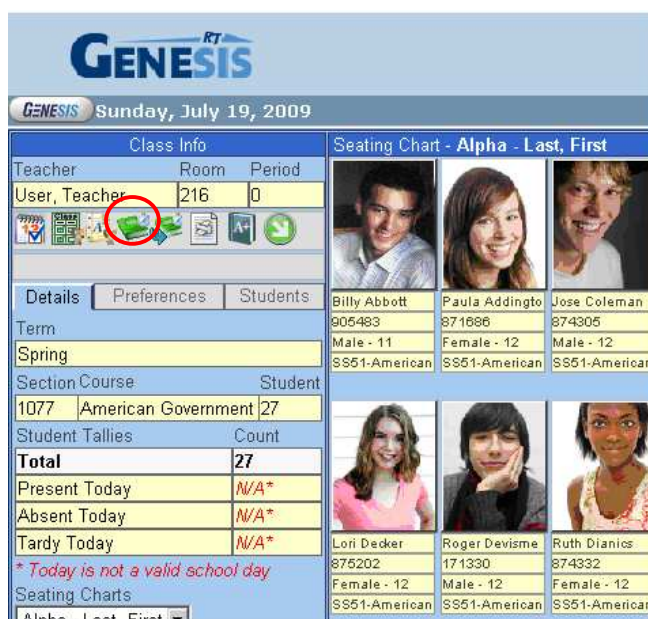 GENESIS RT
GENESIS Sunday, July 19, 2009
Class Info
Teacher Room Period
User, Teacher 216 0
Details Preferences Students
Term
Spring
Section Course Student
1077 American Government 27
Student Tallies Count
Total 27
Present Today N/A*
Absent Today N/A*
Tardy Today N/A*
* Today is not a valid school day
Seating Charts
Alpha - Last, First
Seating Chart - Alpha - Last, First
Billy Abbott Paula Addingto Jose Coleman
905483 871686 874305
Male - 11 Female - 12 Male - 12
SS51-American SS51-American SS51-American
Lori Decker Roger Devisme Ruth Dianics
875202 171330 874332
Female - 12 Male - 12 Female - 12
SS51-American SS51-American SS51-American